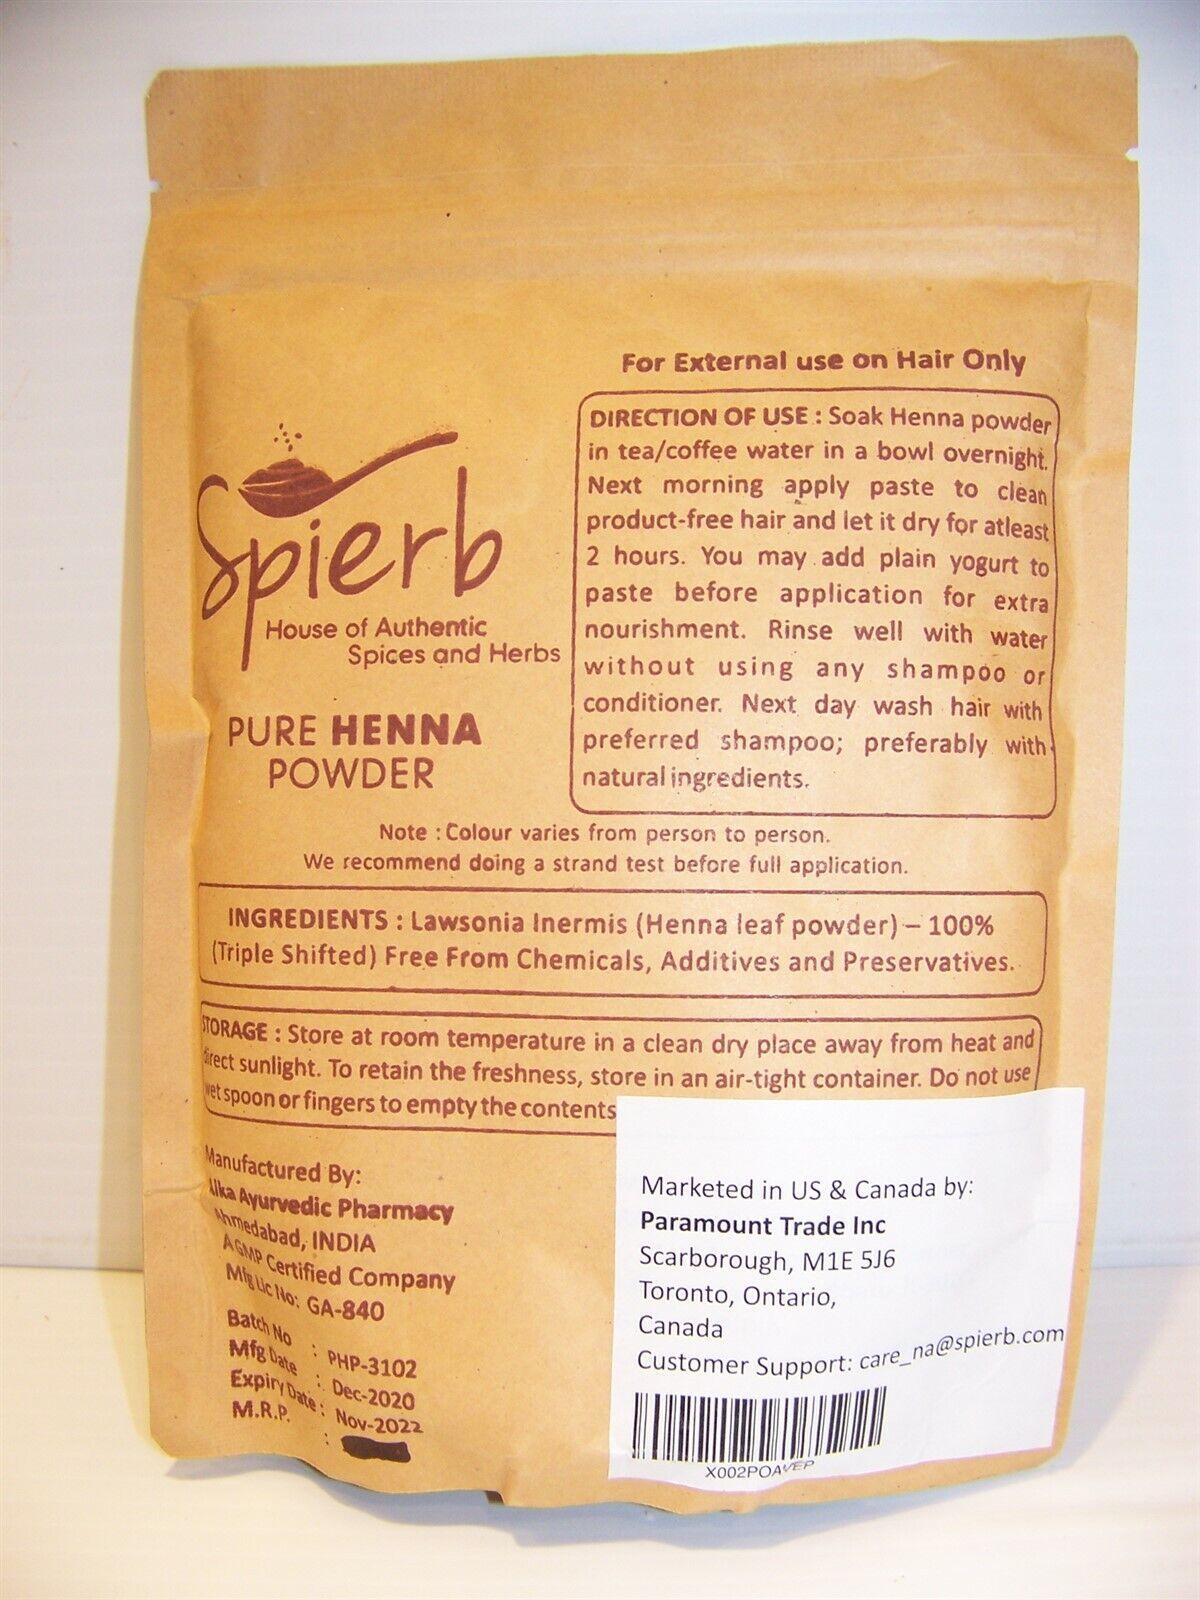 For External use on Hair Only
DIRECTION OF USE : Soak Henna powder
in tea/coffee water in a bowl overnight.
Next morning apply paste to clean
product-free hair and let it dry for atleast
2 hours. You may add plain yogurt to
paste before application for extra
nourishment. Rinse well with water
without using any shampoo or
conditioner. Next day wash hair with
preferred shampoo; preferably with
natural ingredients.
Spierb
House of Authentic
Spices and Herbs
PURE HENNA
POWDER
Note : Colour varies from person to person.
We recommend doing a strand test before full application.
INGREDIENTS : Lawsonia Inermis (Henna leaf powder) – 100%
(Triple Shifted) Free From Chemicals, Additives and Preservatives.
STORAGE : Store at room temperature in a clean dry place away from heat and
direct sunlight. To retain the freshness, store in an air-tight container. Do not use
wet spoon or fingers to empty the contents
Manufactured By:
Ayurvedic Pharmacy
Ahmedabad, INDIA
A GMP Certified Company
Mfg Lic No: GA-840
Batch No : PHP-3102
Mfg Date : Dec-2020
Expiry Date : Nov-2022
M.R.P. :
Marketed in US & Canada by:
Paramount Trade Inc
Scarborough, M1E 5J6
Toronto, Ontario,
Canada
Customer Support: care_na@spierb.com
X002POAVEP